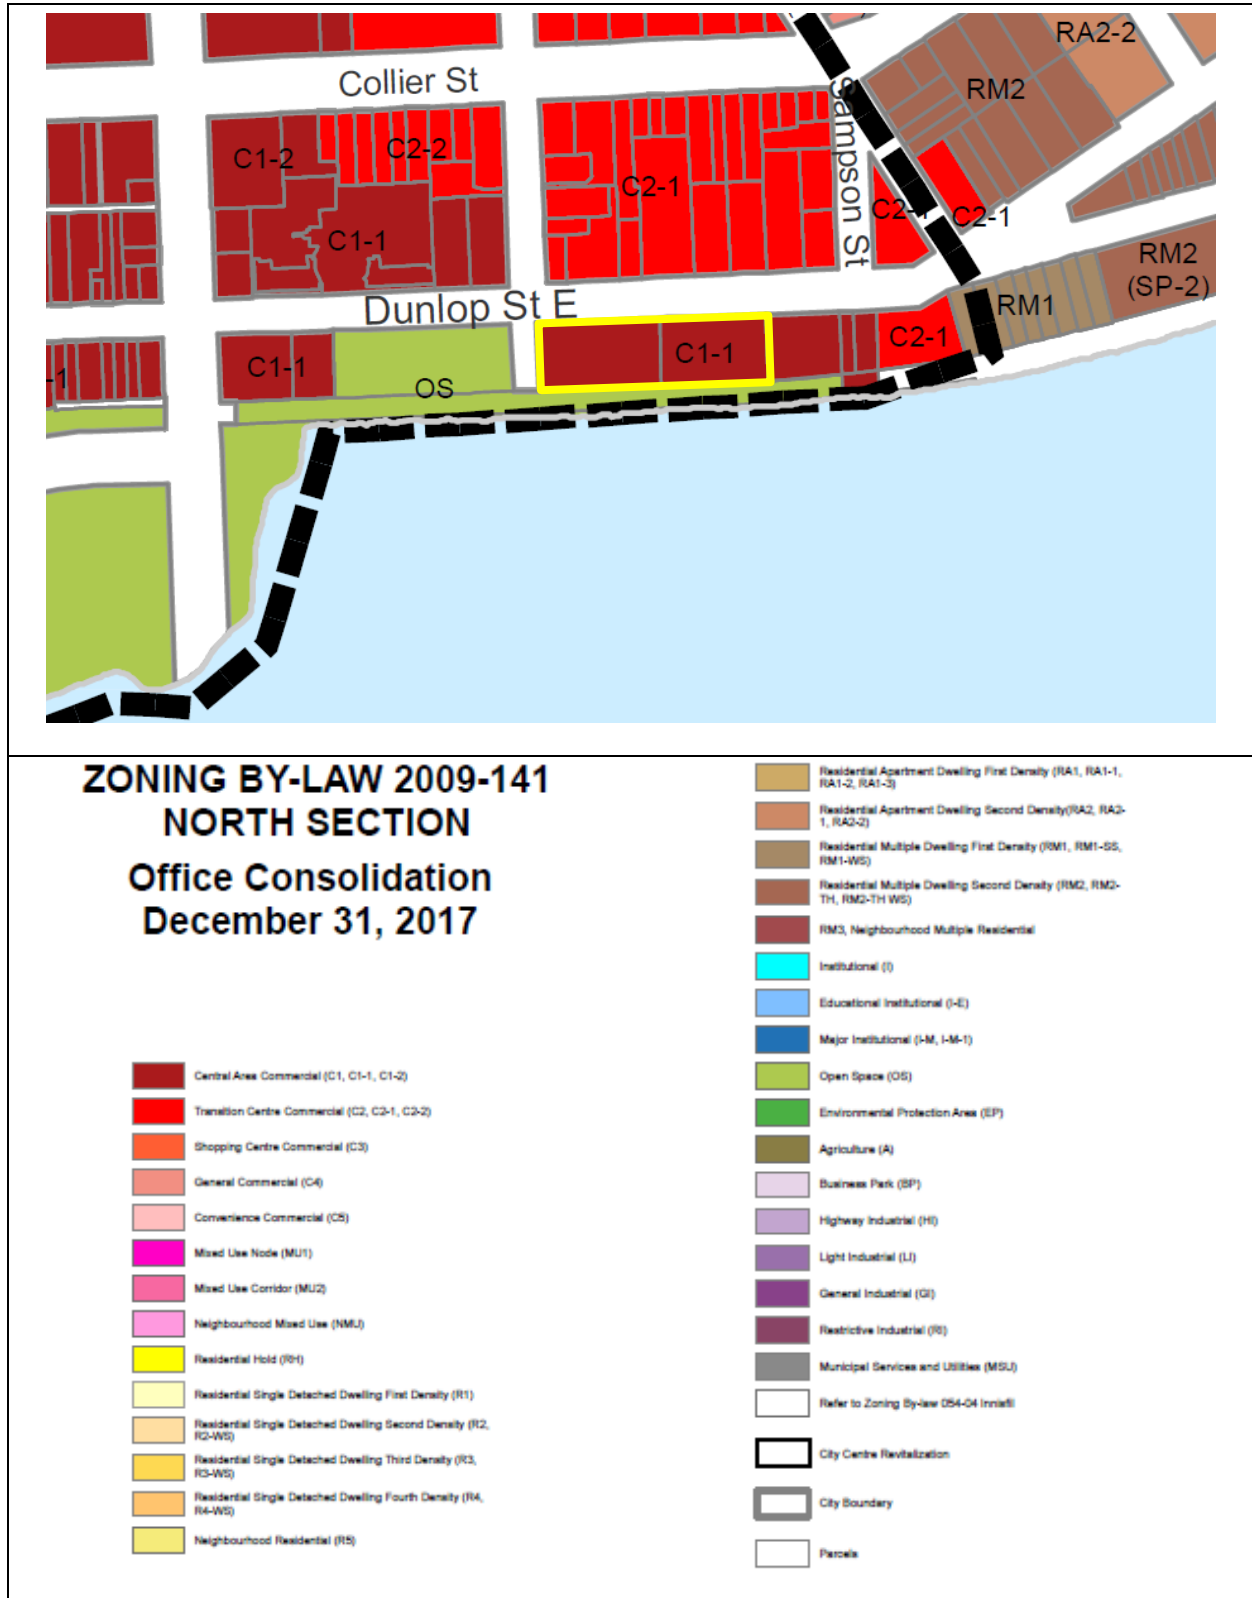 Collier St
RA2-2
RM2
Sampson St
C1-2
C2-2
C2-1
C2-1
C2-1
C1-1
RM2
(SP-2)
Dunlop St E
RM1
C2-1
C1-1
C1-1
-1
OS
ZONING BY-LAW 2009-141
NORTH SECTION
Office Consolidation
December 31, 2017
Central Area Commercial (C1, C1-1, C1-2)
Transition Centre Commercial (C2, C2-1, C2-2)
Shopping Centre Commercial (C3)
General Commercial (C4)
Convenience Commercial (C5)
Mixed Use Node (MU1)
Mixed Use Corridor (MU2)
Neighbourhood Mixed Use (NMU)
Residential Hold (RH)
Residential Single Detached Dwelling First Density (R1)
Residential Single Detached Dwelling Second Density (R2,
R2-WS)
Residential Single Detached Dwelling Third Density (R3,
R3-WS)
Residential Single Detached Dwelling Fourth Density (R4,
R4-WS)
Neighbourhood Residential (R5)
Residential Apartment Dwelling First Density (RA1, RA1-1,
RA1-2, RA1-3)
Residential Apartment Dwelling Second Density(RA2, RA2-
1, RA2-2)
Residential Multiple Dwelling First Density (RM1, RM1-SS,
RM1-WS)
Residential Multiple Dwelling Second Density (RM2, RM2-
TH, RM2-TH WS)
RM3, Neighbourhood Multiple Residential
Institutional (I)
Educational Institutional (I-E)
Major Institutional (I-M, I-M-1)
Open Space (OS)
Environmental Protection Area (EP)
Agriculture (A)
Business Park (BP)
Highway Industrial (HI)
Light Industrial (LI)
General Industrial (GI)
Restrictive Industrial (RI)
Municipal Services and Utilities (MSU)
Refer to Zoning By-law 054-04 Innisfil
City Centre Revitalization
City Boundary
Parcels